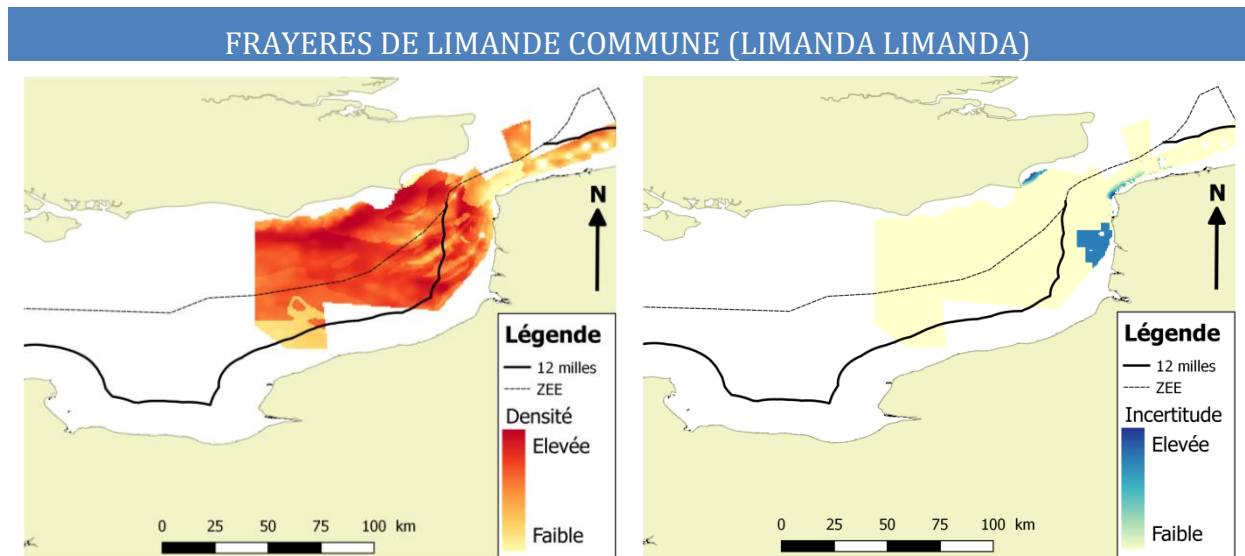 FRAYERES DE LIMANDE COMMUNE (LIMANDA LIMANDA)
N
Légende
12 milles
ZEE
Densité
Elevée
Faible
0 25 50 75 100 km
N
Légende
12 milles
ZEE
Incertitude
Elevée
Faible
0 25 50 75 100 km